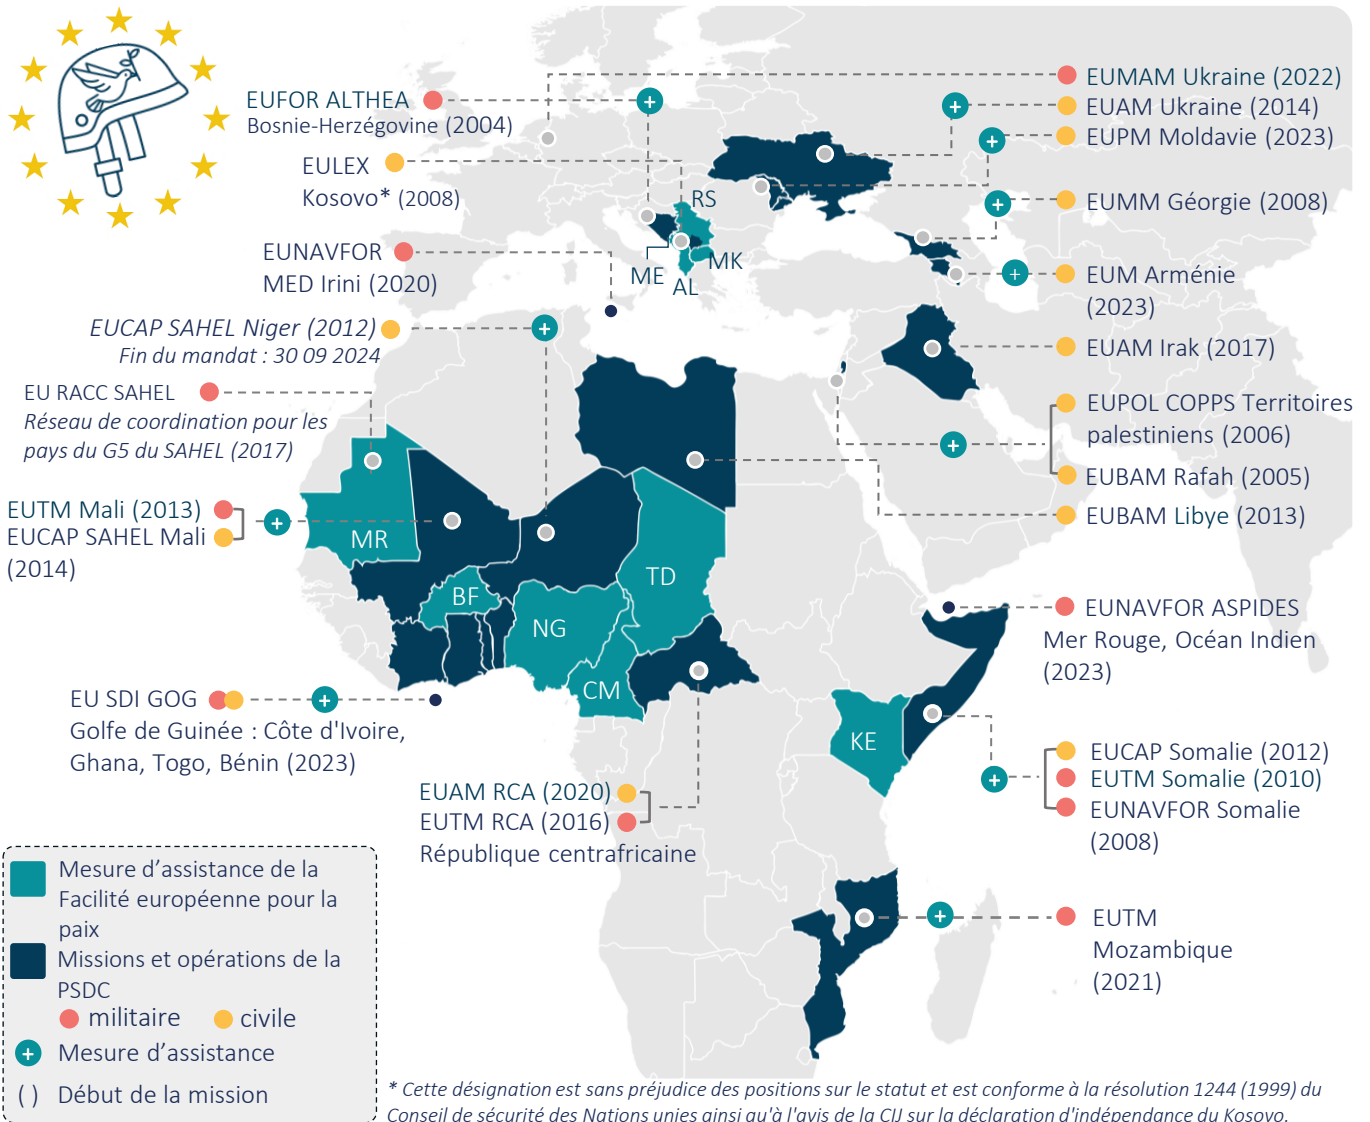 EUFOR ALTHEA
Bosnie-Herzégovine (2004)
EULEX
Kosovo* (2008)
EUNAVFOR
MED Irini (2020)
EUCAP SAHEL Niger (2012)
Fin du mandat : 30 09 2024
EU RACC SAHEL
Réseau de coordination pour les
pays du G5 du SAHEL (2017)
EUTM Mali (2013)
EUCAP SAHEL Mali
(2014)
EU SDI GOG
Golfe de Guinée : Côte d'Ivoire,
Ghana, Togo, Bénin (2023)
EUAM RCA (2020)
EUTM RCA (2016)
République centrafricaine
EUMAM Ukraine (2022)
EUAM Ukraine (2014)
EUPM Moldavie (2023)
EUMM Géorgie (2008)
EUM Arménie
(2023)
EUAM Irak (2017)
EUPOL COPPS Territoires
palestiniens (2006)
EUBAM Rafah (2005)
EUBAM Libye (2013)
EUNAVFOR ASPIDES
Mer Rouge, Océan Indien
(2023)
EUCAP Somalie (2012)
EUTM Somalie (2010)
EUNAVFOR Somalie
(2008)
EUTM
Mozambique
(2021)
RS
ME
MK
AL
MR
BF
NG
TD
CM
KE
Mesure d’assistance de la
Facilité européenne pour la
paix
Missions et opérations de la
PSDC
militaire
civile
+ Mesure d’assistance
( ) Début de la mission
* Cette désignation est sans préjudice des positions sur le statut et est conforme à la résolution 1244 (1999) du
Conseil de sécurité des Nations unies ainsi qu'à l'avis de la CIJ sur la déclaration d'indépendance du Kosovo.